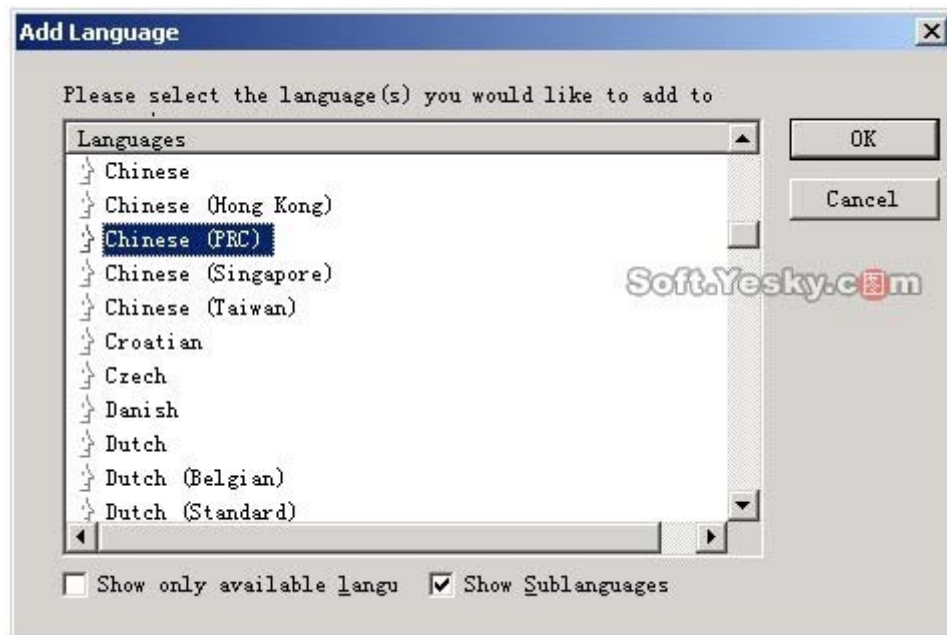 Add Language
Please select the language(s) you would like to add to
Languages
Chinese
Chinese (Hong Kong)
Chinese (PRC)
Chinese (Singapore)
Chinese (Taiwan)
Croatian
Czech
Danish
Dutch
Dutch (Belgian)
Dutch (Standard)
OK
Cancel
Soft.Yesky.c m
Show only available langu
Show Sublanguages